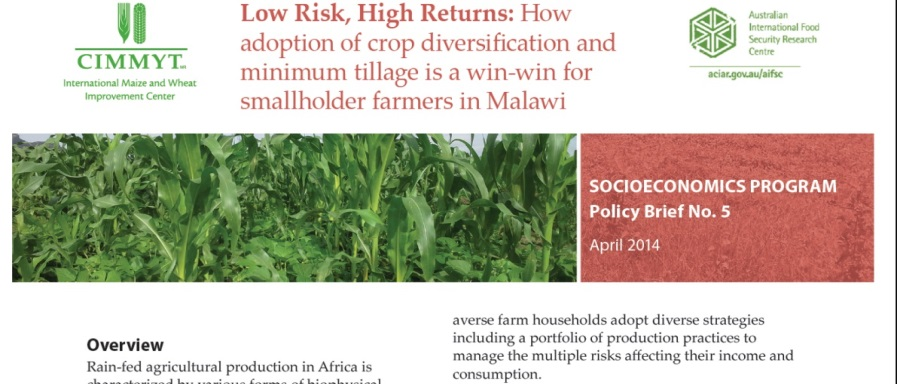 Low Risk, High Returns: How
adoption of crop diversification and
minimum tillage is a win-win for
smallholder farmers in Malawi
CIMMYT
International Maize and Wheat
Improvement Center
Australian
International Food
Security Research
Centre
aciar.gov.au/aifsc
SOCIOECONOMICS PROGRAM
Policy Brief No. 5
April 2014
Overview
Rain-fed agricultural production in Africa is
characterized by various forms of biophysical
averse farm households adopt diverse strategies
including a portfolio of production practices to
manage the multiple risks affecting their income and
consumption.